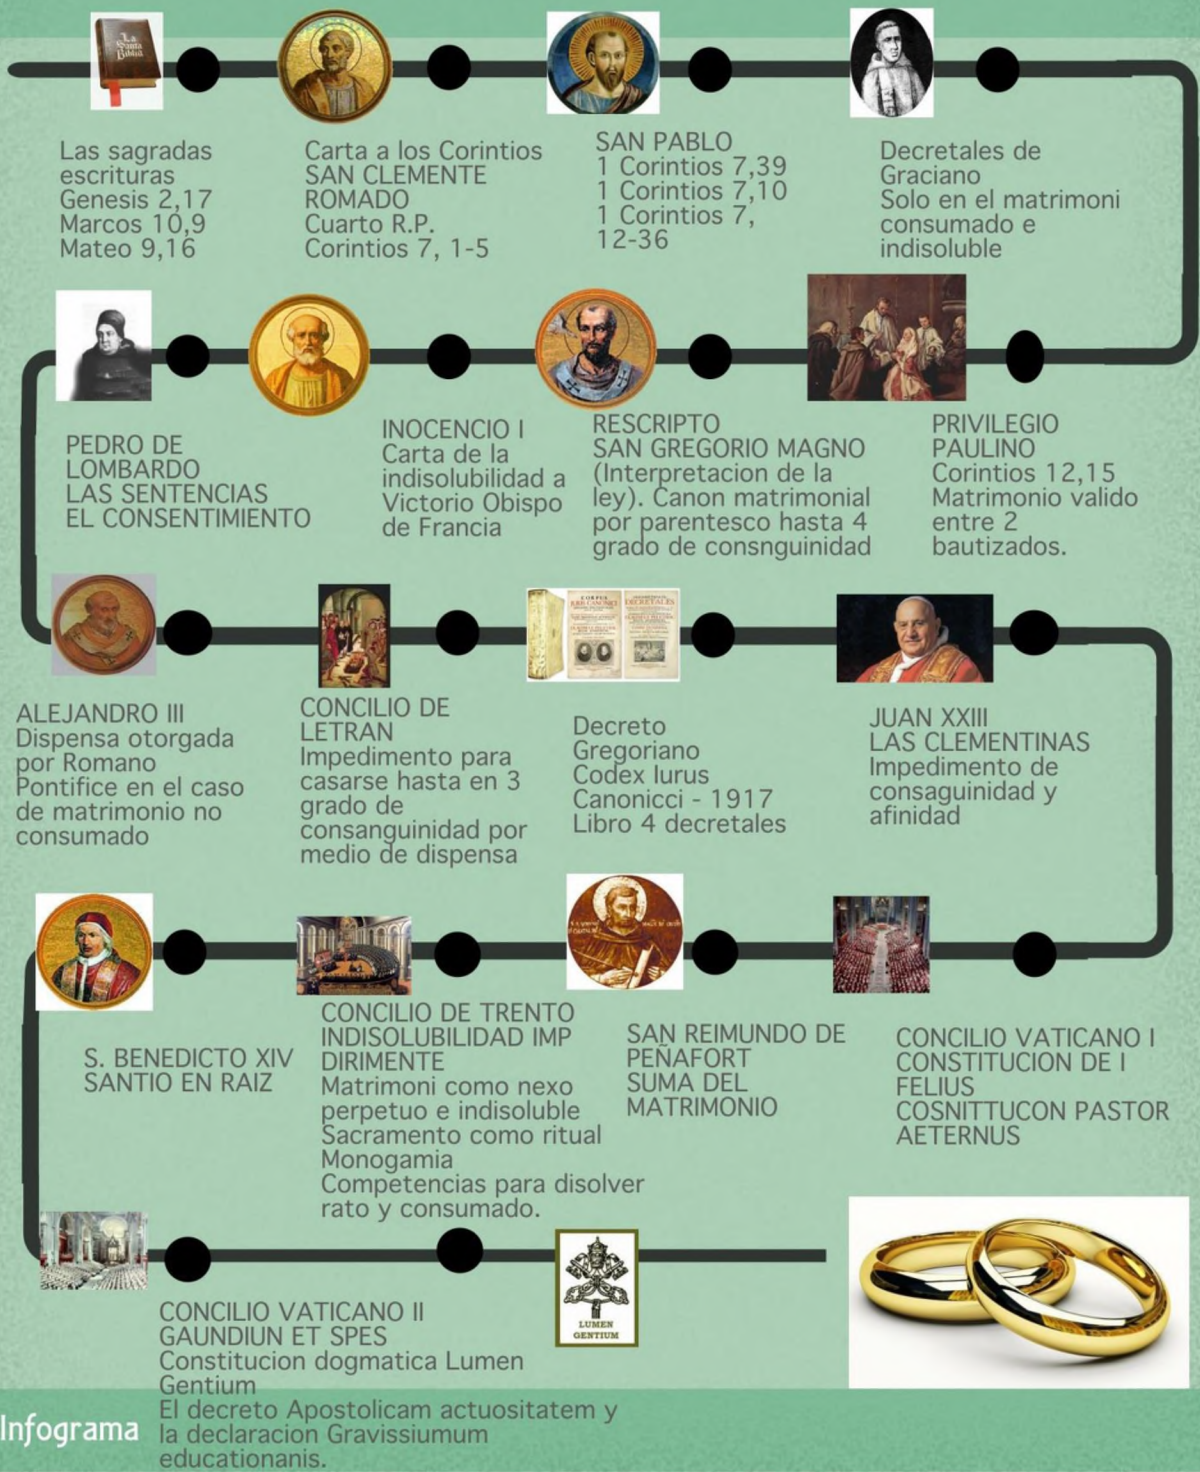 La
Santa
Biblia
Las sagradas
escrituras
Genesis 2,17
Marcos 10,9
Mateo 9,16
Carta a los Corintios
SAN CLEMENTE
ROMADO
Cuarto R.P.
Corintios 7, 1-5
SAN PABLO
1 Corintios 7,39
1 Corintios 7,10
1 Corintios 7,
12-36
Decretales de
Graciano
Solo en el matrimoni
consumado e
indisoluble
PEDRO DE
LOMBARDO
LAS SENTENCIAS
EL CONSENTIMIENTO
INOCENCIO I
Carta de la
indisolubilidad a
Victorio Obispo
de Francia
RESCRIPTO
SAN GREGORIO MAGNO
(Interpretacion de la
ley). Canon matrimonial
por parentesco hasta 4
grado de consnguinidad
PRIVILEGIO
PAULINO
Corintios 12,15
Matrimonio valido
entre 2
bautizados.
ALEJANDRO III
Dispensa otorgada
por Romano
Pontifice en el caso
de matrimonio no
consumado
CONCILIO DE
LETRAN
Impedimento para
casarse hasta en 3
grado de
consanguinidad por
medio de dispensa
CORPUS
JURIS CANONICI
DECRETALES
Decreto
Gregoriano
Codex Iurus
Canonicci - 1917
Libro 4 decretales
JUAN XXIII
LAS CLEMENTINAS
Impedimento de
consaguinidad y
afinidad
S. BENEDICTO XIV
SANTIO EN RAIZ
CONCILIO DE TRENTO
INDISOLUBILIDAD IMP
DIRIMENTE
Matrimoni como nexo
perpetuo e indisoluble
Sacramento como ritual
Monogamia
Competencias para disolver
rato y consumado.
SAN REIMUNDO DE
PEÑAFORT
SUMA DEL
MATRIMONIO
CONCILIO VATICANO I
CONSTITUCION DE I
FELIUS
COSNITTUCON PASTOR
AETERNUS
LUMEN
GENTIUM
CONCILIO VATICANO II
GAUNDIUN ET SPES
Constitucion dogmatica Lumen
Gentium
El decreto Apostolicam actuositatem y
la declaracion Gravissiumum
educationanis.
Infograma